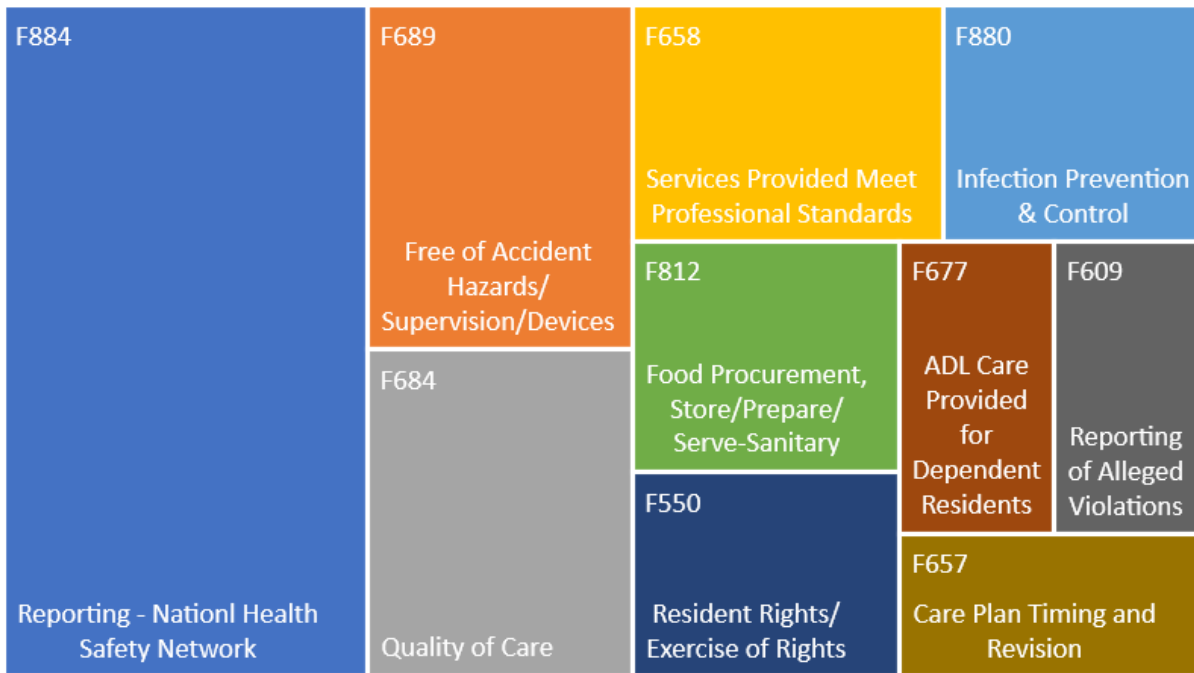 F884
Reporting - Nationl Health
Safety Network
F689
Free of Accident
Hazards/
Supervision/Devices
F684
Quality of Care
F658
Services Provided Meet
Professional Standards
F880
Infection Prevention
& Control
F812
Food Procurement,
Store/Prepare/
Serve-Sanitary
F550
Resident Rights/
Exercise of Rights
F677
ADL Care
Provided
for
Dependent
Residents
F609
Reporting
of Alleged
Violations
F657
Care Plan Timing and
Revision